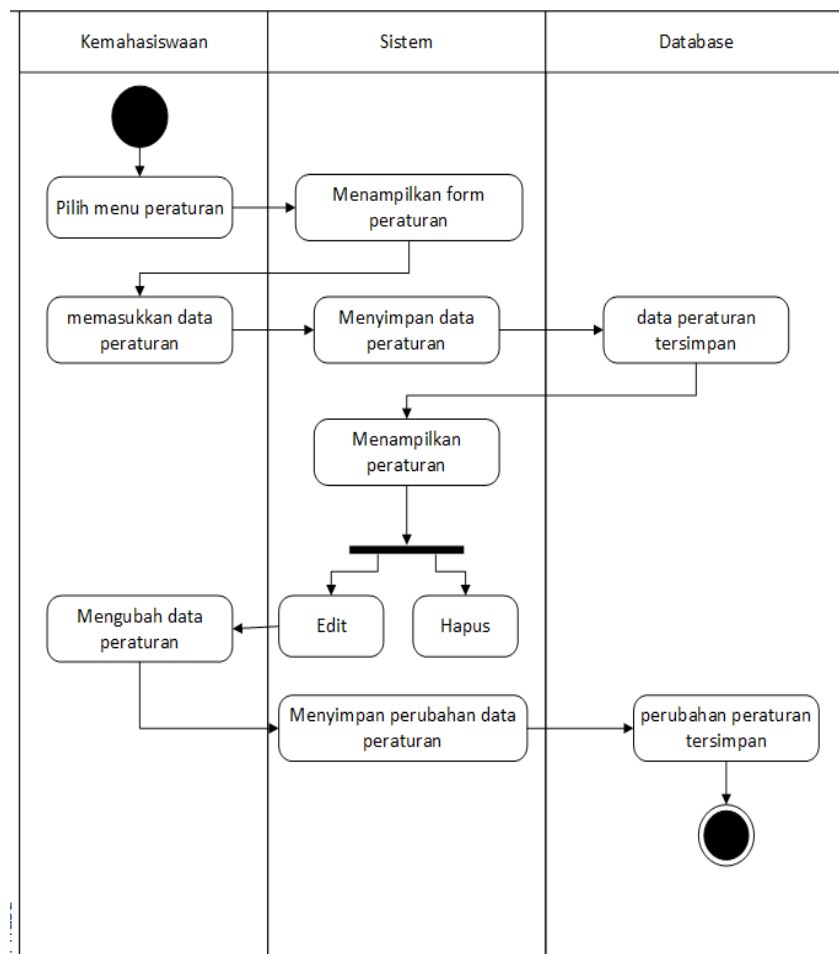 Kemahasiswaan
Sistem
Database
Pilih menu peraturan
Menampilkan form
peraturan
memasukkan data
peraturan
Menyimpan data
peraturan
data peraturan
tersimpan
Menampilkan
peraturan
Mengubah data
peraturan
Edit
Hapus
Menyimpan perubahan data
peraturan
perubahan peraturan
tersimpan